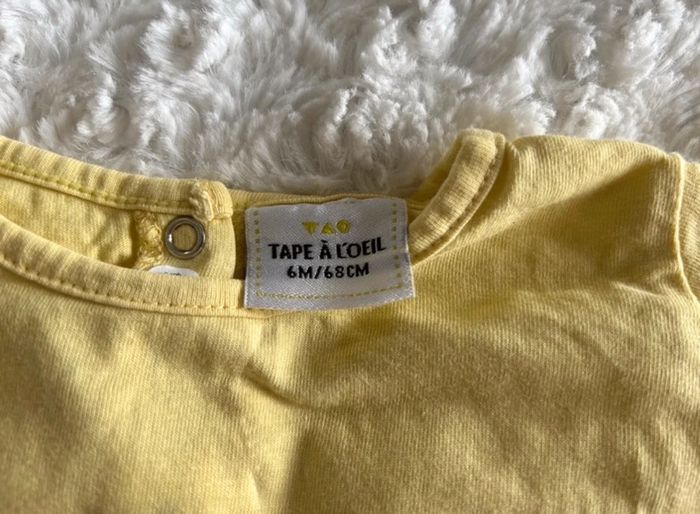 TAO
TAPE À L'OEIL
6M/68CM